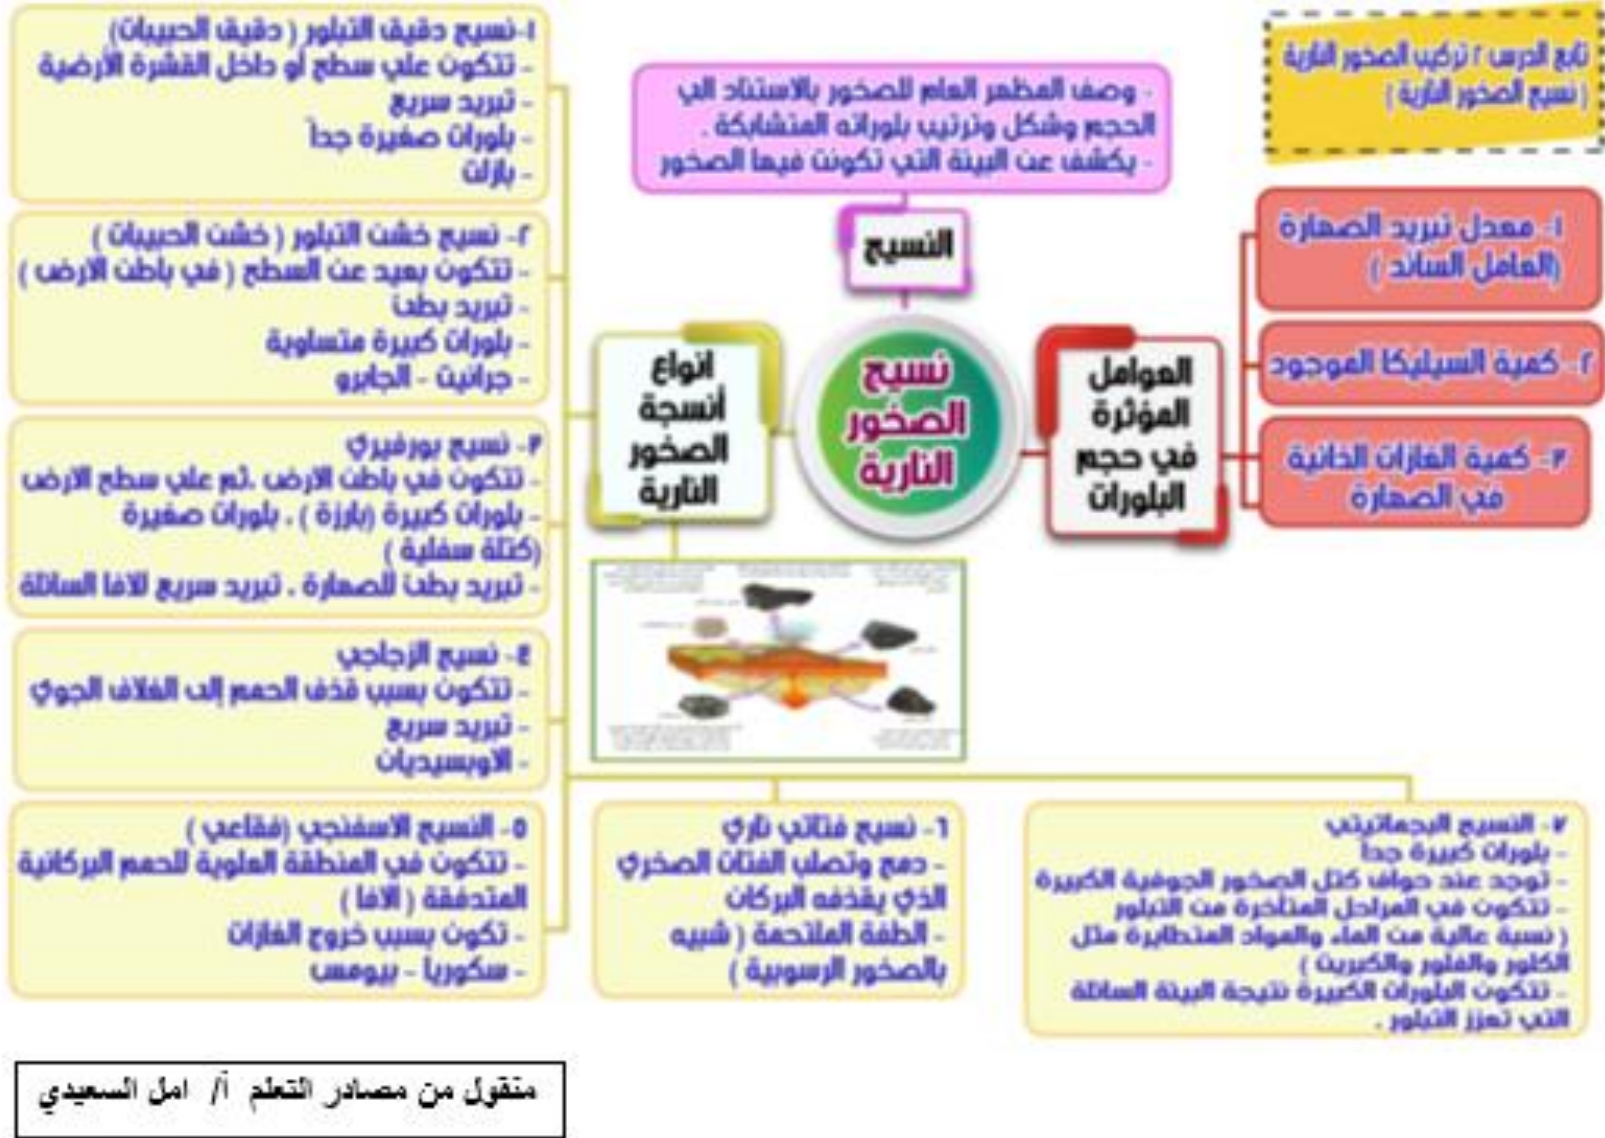 تابع الدرس ٢ تركيب الصخور النارية
( نسيج الصخور النارية )
- وصف المظهر العام للصخور بالاستناد الي
الحجم وشكل وترتيب بلوراته المتشابكة .
- يكشف عن البيئة التي تكونت فيها الصخور
النسيج
نسيج
الصخور
النارية
العوامل
المؤثرة
في حجم
البلورات
١- معدل تبريد الصهارة
(العامل السائد )
٢- كمية السيليكا الموجود
٣- كمية الغازات الذائبة
في الصهارة
انواع
أنسجة
الصخور
النارية
١-نسيج دقيق التبلور ( دقيق الحبيبات)
- تتكون علي سطح أو داخل القشرة الأرضية
- تبريد سريع
- بلورات صغيرة جداً
- بازلت
٢- نسيج خشن التبلور ( خشن الحبيبات )
- تتكون بعيد عن السطح ( في باطن الارض )
- تبريد بطئ
- بلورات كبيرة متساوية
- جرانيت - الجابرو
٣- نسيج بورفيري
- تتكون في باطن الارض .ثم علي سطح الارض
- بلورات كبيرة (بارزة ) . بلورات صغيرة
(كتلة سفلية )
- تبريد بطئ للصهارة . تبريد سريع للافا السائلة
٤- نسيج الزجاجي
- تتكون بسبب قذف الحمم إلى الغلاف الجوي
- تبريد سريع
- الاوبسيديان
٥- النسيج الاسفنجي (فقاعي )
- تتكون في المنطقة العلوية للحمم البركانية
المتدفقة ( الافا )
- تكون بسبب خروج الغازات
- سكوريا - بيومس
٦- نسيج فتاتي ناري
- دمج وتصلب الفتات الصخري
الذي يقذفه البركان
- الطفة الملتحمة ( شبيه
بالصخور الرسوبية )
٧- النسيج البجماتيتي
- بلورات كبيرة جداً
- توجد عند حواف كتل الصخور الجوفية الكبيرة
- تتكون في المراحل المتأخرة من التبلور
( نسبة عالية من الماء والمواد المتطايرة مثل
الكلور والفلور والكبريت )
- تتكون البلورات الكبيرة نتيجة البيئة السائلة
التي تعزز التبلور .
منقول من مصادر التعلم أ/ امل السعيدي